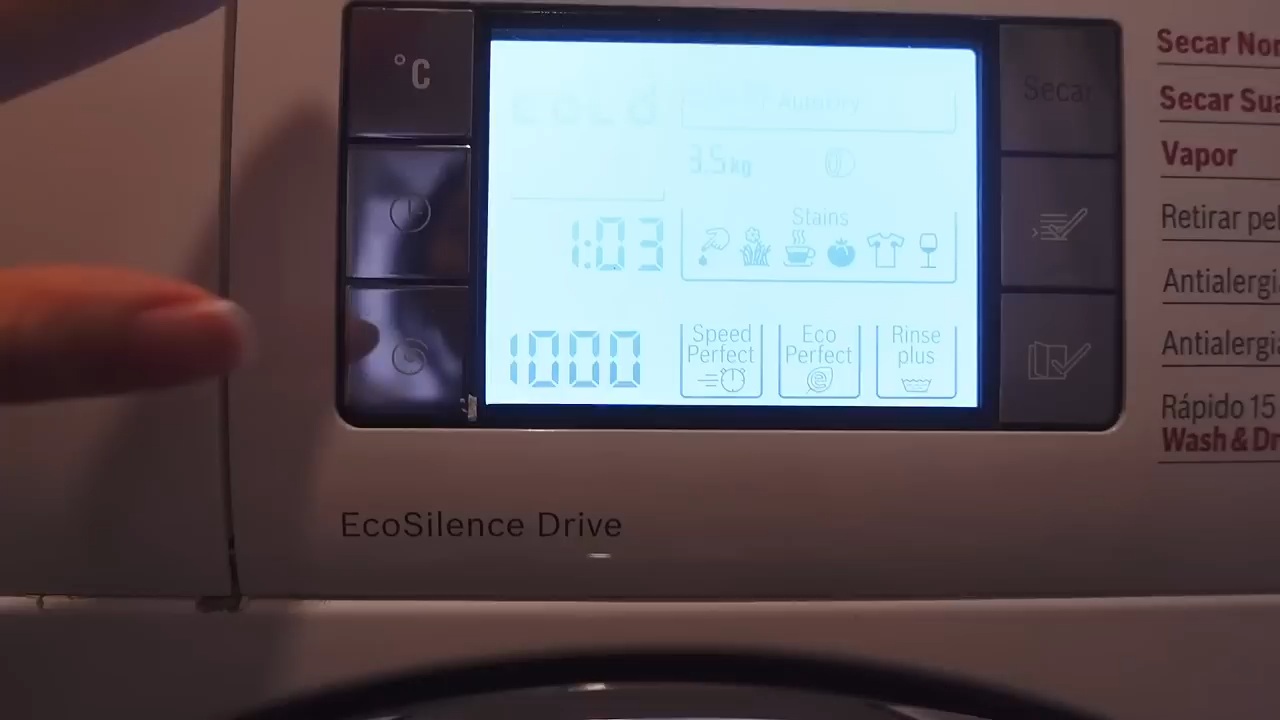 °C
COLD
AutoDry
Secar
3.5 kg
1:03
Stains
1000
Speed
Perfect
Eco
Perfect
Rinse
plus
EcoSilence Drive
Secar Nor
Secar Sua
Vapor
Retirar pel
Antialergi
Antialergi
Rápido 15
Wash & Dr